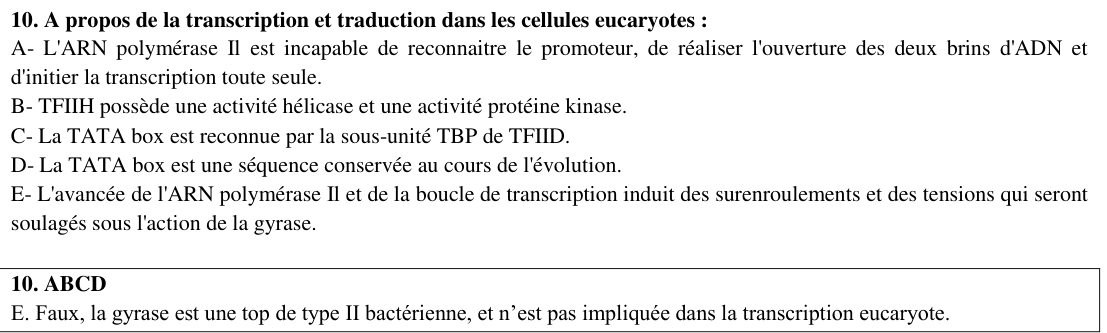 10. A propos de la transcription et traduction dans les cellules eucaryotes :
A- L'ARN polymérase Il est incapable de reconnaitre le promoteur, de réaliser l'ouverture des deux brins d'ADN et
d'initier la transcription toute seule.
B- TFIIH possède une activité hélicase et une activité protéine kinase.
C- La TATA box est reconnue par la sous-unité TBP de TFIID.
D- La TATA box est une séquence conservée au cours de l'évolution.
E- L'avancée de l'ARN polymérase Il et de la boucle de transcription induit des surenroulements et des tensions qui seront
soulagés sous l'action de la gyrase.
10. ABCD
E. Faux, la gyrase est une top de type II bactérienne, et n’est pas impliquée dans la transcription eucaryote.